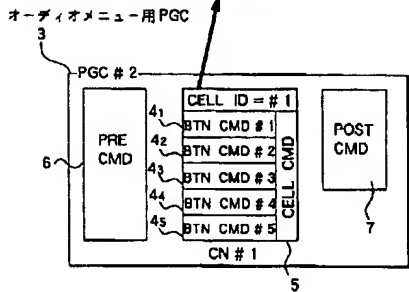 オーディオメニュー用PGC
3
PGC # 2
CELL ID = # 1
4₁ BTN CMD # 1
4₂ BTN CMD # 2
4₃ BTN CMD # 3
4₄ BTN CMD # 4
4₅ BTN CMD # 5
CELL CMD
PRE
CMD
6
POST
CMD
7
CN # 1
5